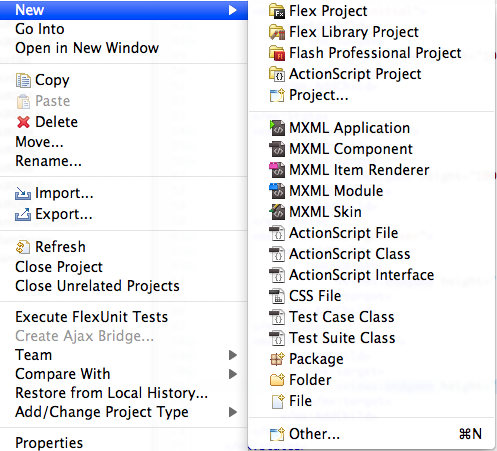 New
Go Into
Open in New Window
Copy
Paste
Delete
Move...
Rename...
Import...
Export...
Refresh
Close Project
Close Unrelated Projects
Execute FlexUnit Tests
Create Ajax Bridge...
Team
Compare With
Restore from Local History...
Add/Change Project Type
Properties
Flex Project
Flex Library Project
Flash Professional Project
ActionScript Project
Project...
MXML Application
MXML Component
MXML Item Renderer
MXML Module
MXML Skin
ActionScript File
ActionScript Class
ActionScript Interface
CSS File
Test Case Class
Test Suite Class
Package
Folder
File
Other... ⌘N